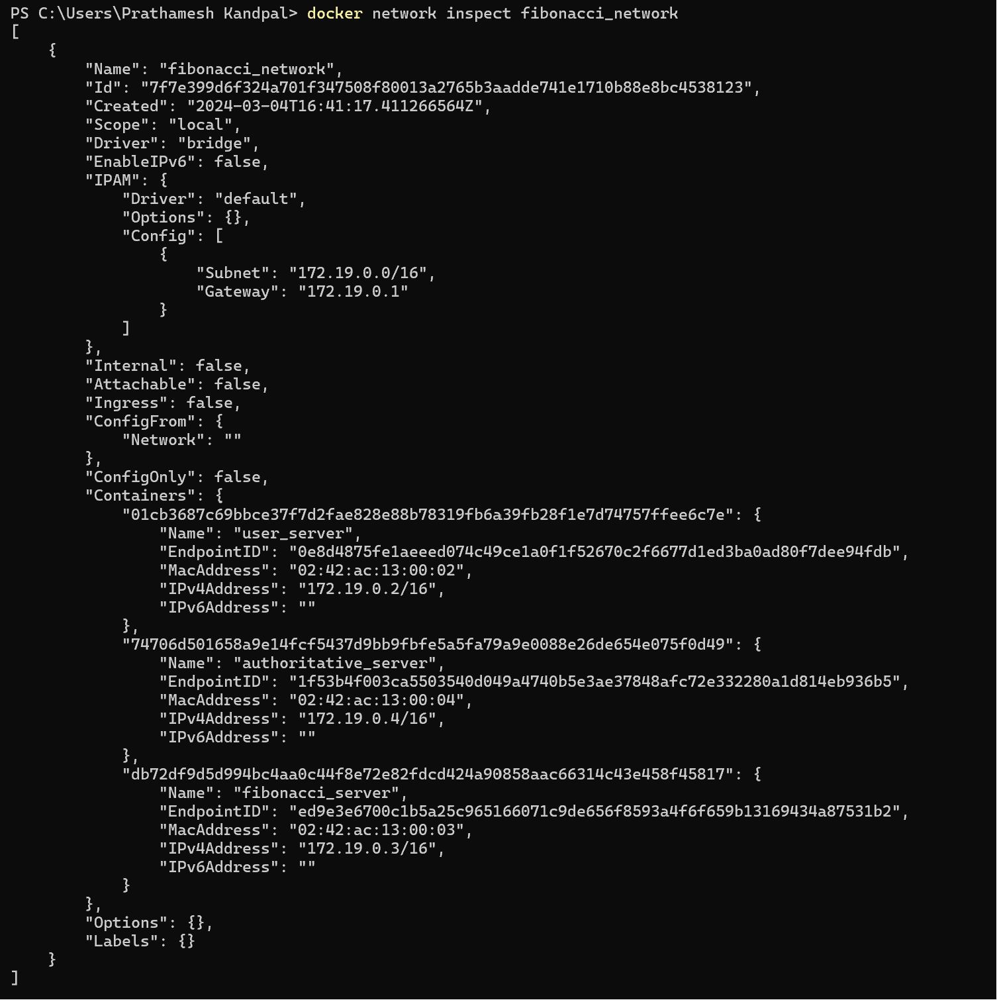 PS C:\Users\Prathamesh Kandpal> docker network inspect fibonacci_network
[
    {
        "Name": "fibonacci_network",
        "Id": "7f7e399d6f324a701f347508f80013a2765b3aadde741e1710b88e8bc4538123",
        "Created": "2024-03-04T16:41:17.411266564Z",
        "Scope": "local",
        "Driver": "bridge",
        "EnableIPv6": false,
        "IPAM": {
            "Driver": "default",
            "Options": {},
            "Config": [
                {
                    "Subnet": "172.19.0.0/16",
                    "Gateway": "172.19.0.1"
                }
            ]
        },
        "Internal": false,
        "Attachable": false,
        "Ingress": false,
        "ConfigFrom": {
            "Network": ""
        },
        "ConfigOnly": false,
        "Containers": {
            "01cb3687c69bbce37f7d2fae828e88b78319fb6a39fb28f1e7d74757ffee6c7e": {
                "Name": "user_server",
                "EndpointID": "0e8d4875fe1aeeed074c49ce1a0f1f52670c2f6677d1ed3ba0ad80f7dee94fdb",
                "MacAddress": "02:42:ac:13:00:02",
                "IPv4Address": "172.19.0.2/16",
                "IPv6Address": ""
            },
            "74706d501658a9e14fcf5437d9bb9fbfe5a5fa79a9e0088e26de654e075f0d49": {
                "Name": "authoritative_server",
                "EndpointID": "1f53b4f003ca5503540d049a4740b5e3ae37848afc72e332280a1d814eb936b5",
                "MacAddress": "02:42:ac:13:00:04",
                "IPv4Address": "172.19.0.4/16",
                "IPv6Address": ""
            },
            "db72df9d5d994bc4aa0c44f8e72e82fdcd424a90858aac66314c43e458f45817": {
                "Name": "fibonacci_server",
                "EndpointID": "ed9e3e6700c1b5a25c965166071c9de656f8593a4f6f659b13169434a87531b2",
                "MacAddress": "02:42:ac:13:00:03",
                "IPv4Address": "172.19.0.3/16",
                "IPv6Address": ""
            }
        },
        "Options": {},
        "Labels": {}
    }
]